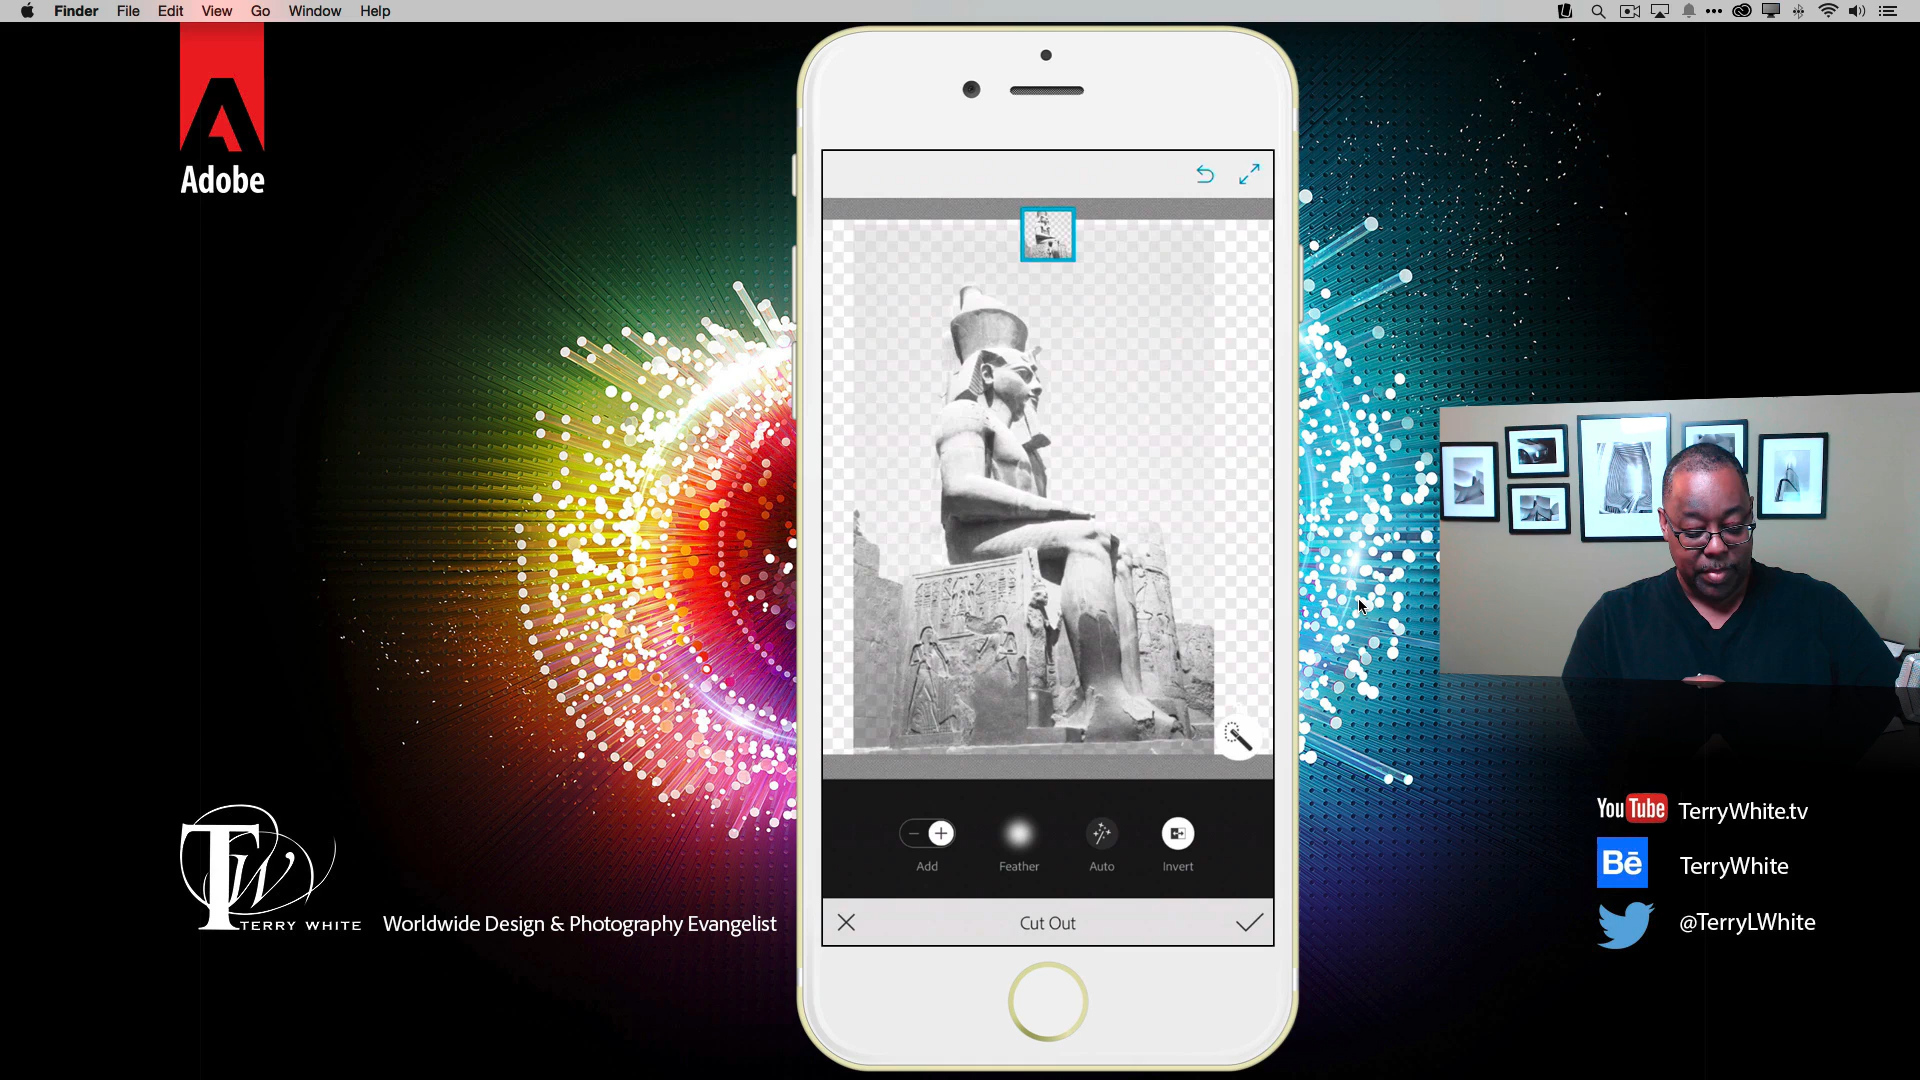 Finder File Edit View Go Window Help
Adobe
Add Feather Auto Invert
Cut Out
TW
TERRY WHITE
Worldwide Design & Photography Evangelist
YouTube TerryWhite.tv
Bē TerryWhite
@TerryLWhite